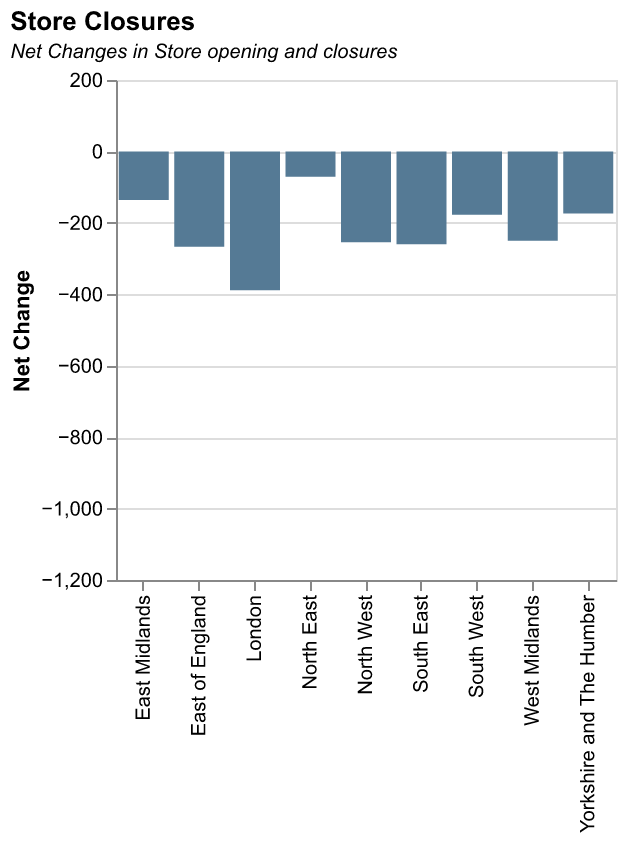 Store Closures
Net Changes in Store opening and closures
200
0
−200
−400
−600
−800
−1,000
−1,200
Net Change
East Midlands
East of England
London
North East
North West
South East
South West
West Midlands
Yorkshire and The Humber